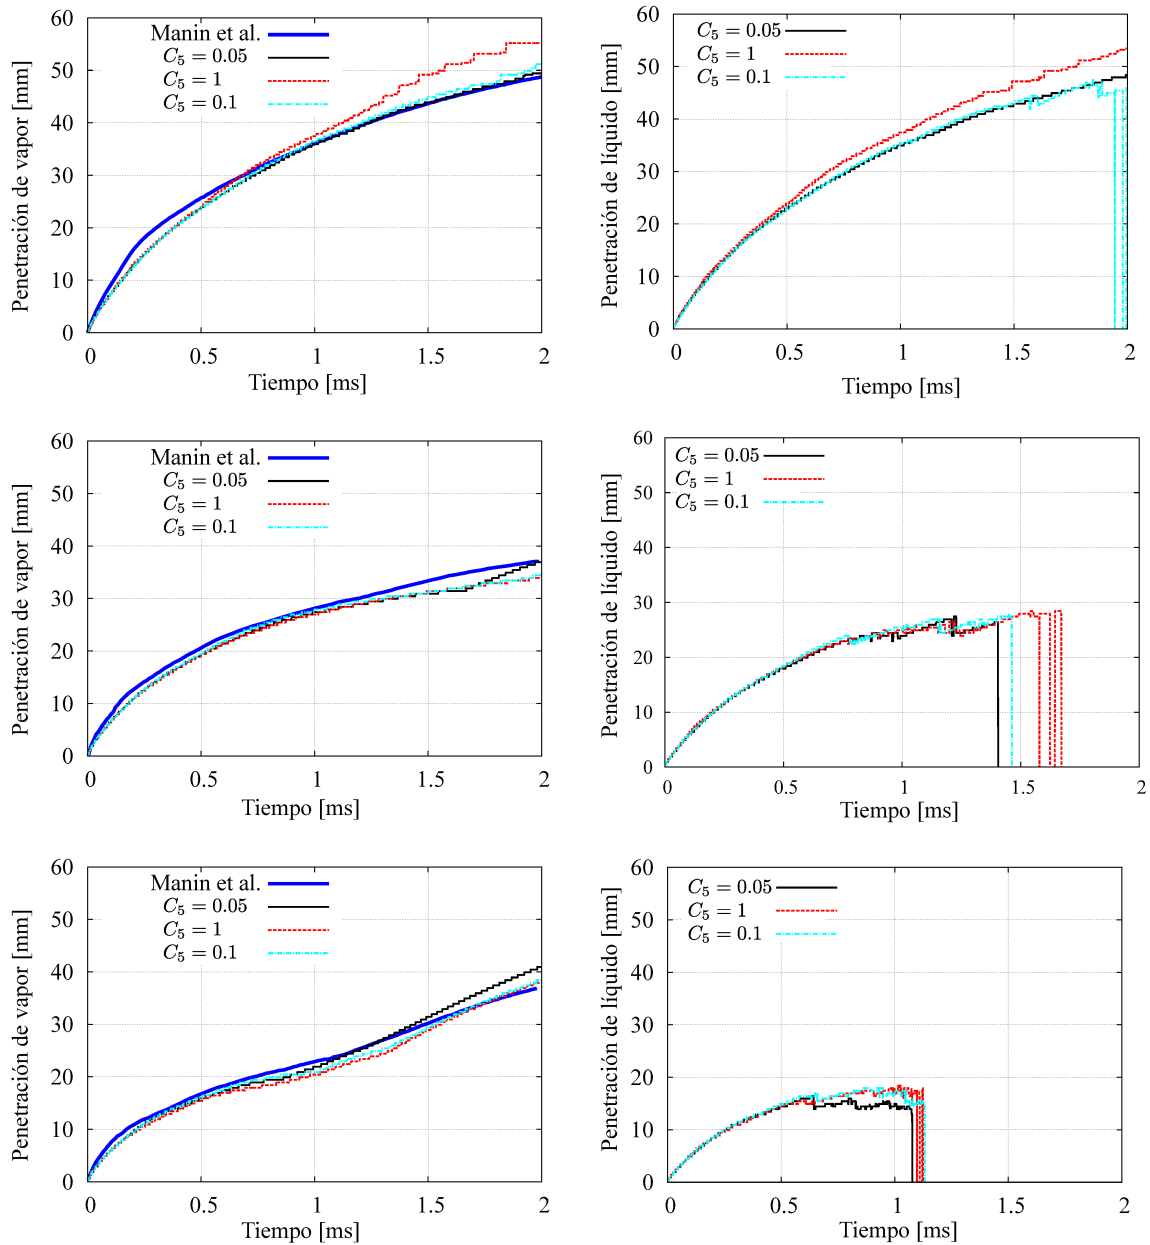 Penetración de vapor [mm]
60
50
40
30
20
10
0
Manin et al.
C5 = 0.05
C5 = 1
C5 = 0.1
0 0.5 1 1.5 2
Tiempo [ms]
Penetración de líquido [mm]
60
50
40
30
20
10
0
C5 = 0.05
C5 = 1
C5 = 0.1
0 0.5 1 1.5 2
Tiempo [ms]
Penetración de vapor [mm]
60
50
40
30
20
10
0
Manin et al.
C5 = 0.05
C5 = 1
C5 = 0.1
0 0.5 1 1.5 2
Tiempo [ms]
Penetración de líquido [mm]
60
50
40
30
20
10
0
C5 = 0.05
C5 = 1
C5 = 0.1
0 0.5 1 1.5 2
Tiempo [ms]
Penetración de vapor [mm]
60
50
40
30
20
10
0
Manin et al.
C5 = 0.05
C5 = 1
C5 = 0.1
0 0.5 1 1.5 2
Tiempo [ms]
Penetración de líquido [mm]
60
50
40
30
20
10
0
C5 = 0.05
C5 = 1
C5 = 0.1
0 0.5 1 1.5 2
Tiempo [ms]